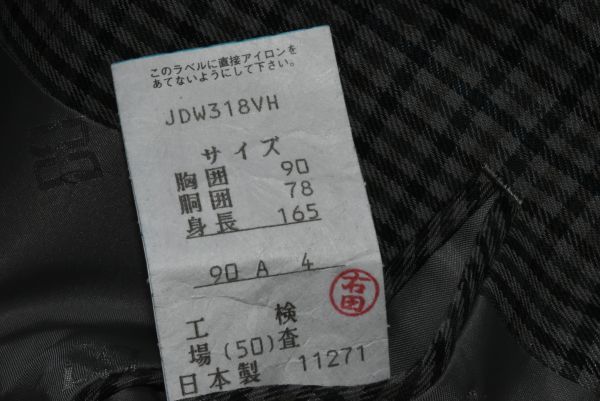 このラベルに直接アイロンを
あてないようにして下さい。
JDW318VH
サイズ
胸囲 90
胴囲 78
身長 165
90 A 4
右田
工 検
場(50)査
日本製 11271